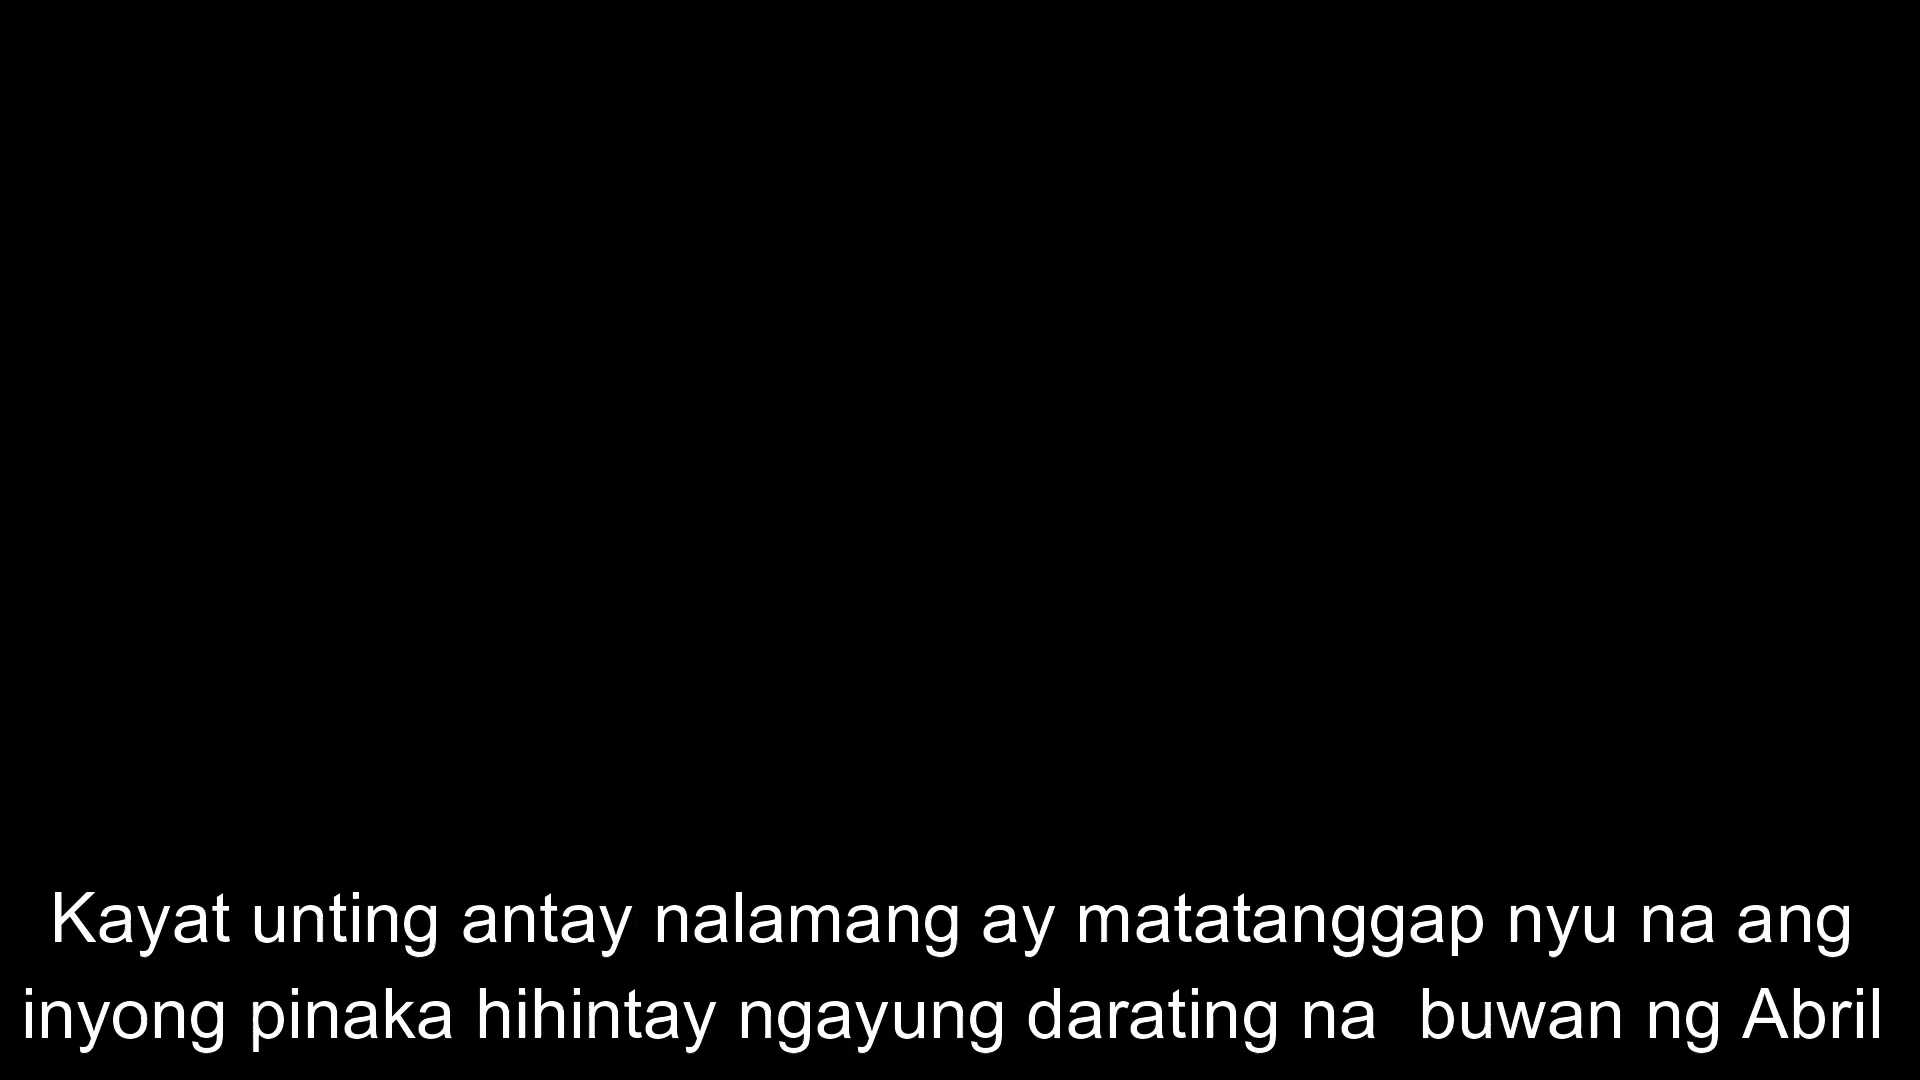 Kayat unting antay nalamang ay matatanggap nyu na ang
inyong pinaka hihintay ngayung darating na  buwan ng Abril